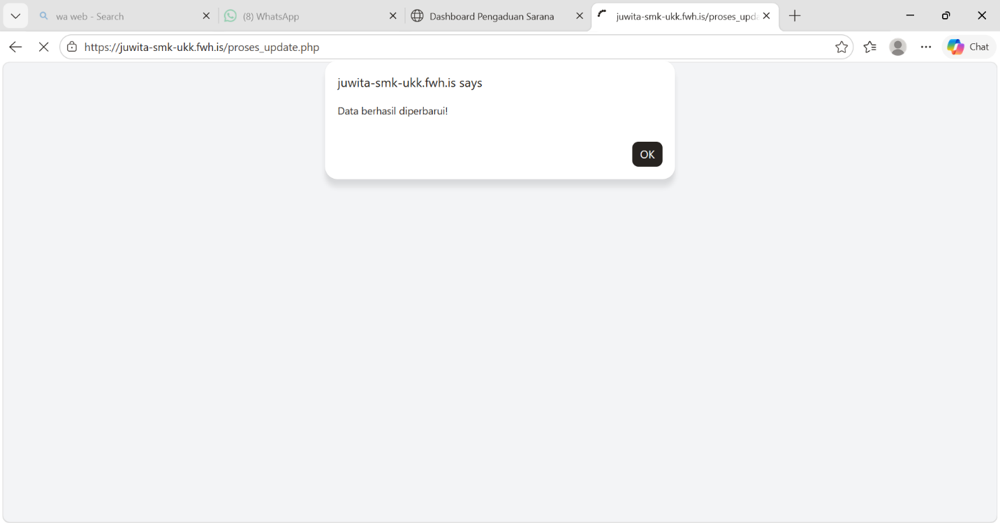 wa web - Search
(8) WhatsApp
Dashboard Pengaduan Sarana
juwita-smk-ukk.fwh.is/proses_upda
https://juwita-smk-ukk.fwh.is/proses_update.php
Chat
juwita-smk-ukk.fwh.is says
Data berhasil diperbarui!
OK